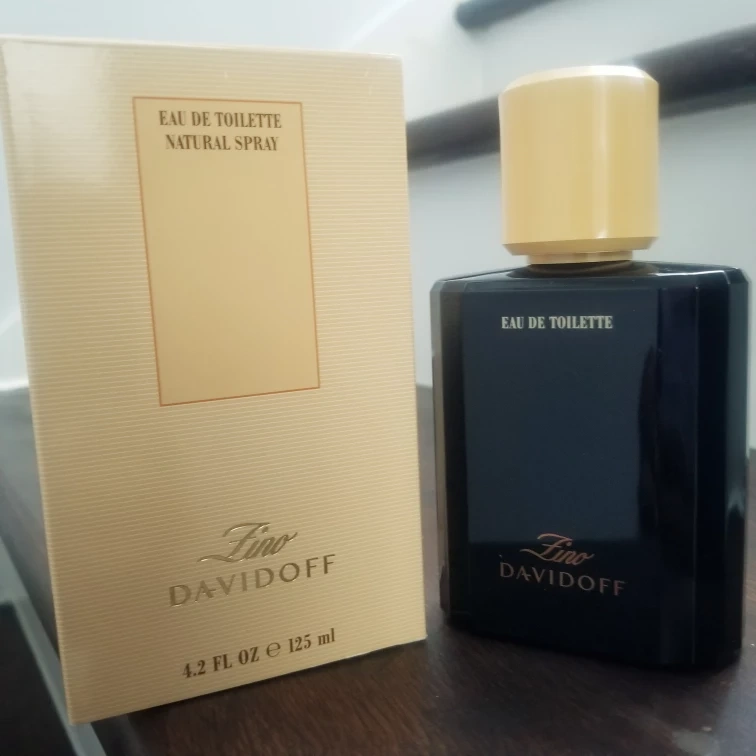 EAU DE TOILETTE
NATURAL SPRAY
Zino
DAVIDOFF
4.2 FL OZ ℮ 125 ml
EAU DE TOILETTE
Zino
DAVIDOFF